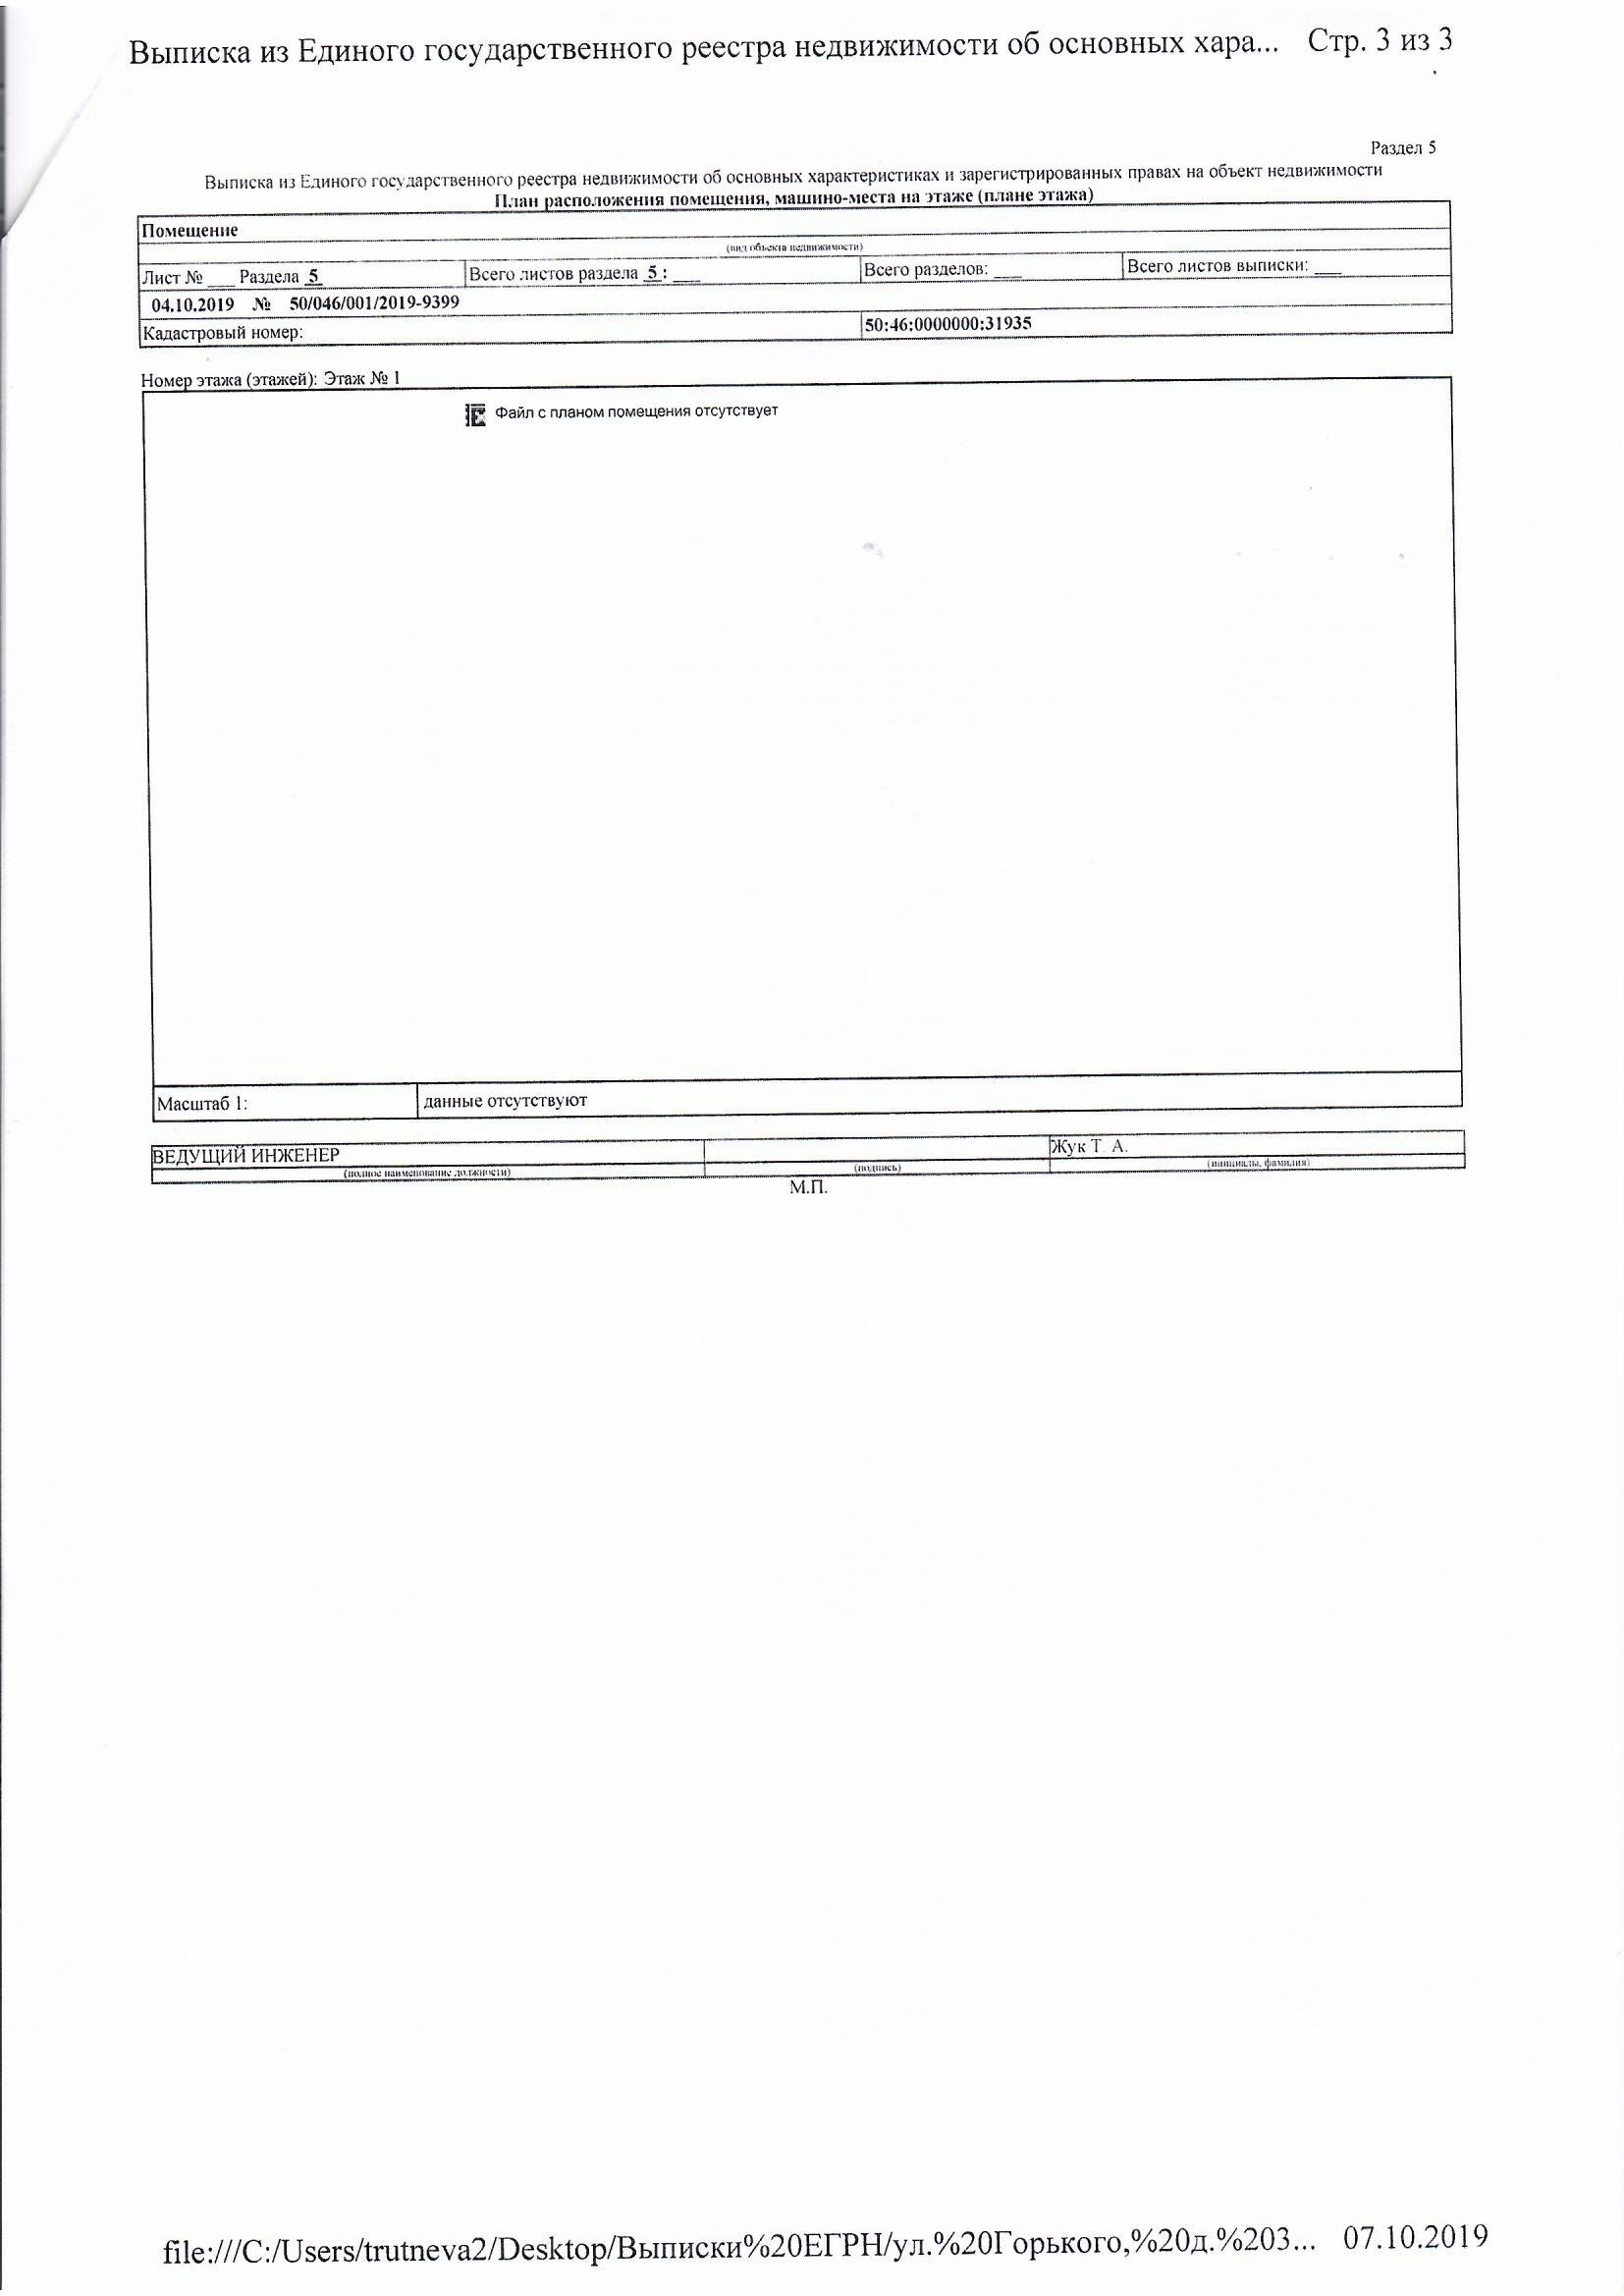 Выписка из Единого государственного реестра недвижимости об основных хара... Стр. 3 из 3
Раздел 5
Выписка из Единого государственного реестра недвижимости об основных характеристиках и зарегистрированных правах на объект недвижимости
План расположения помещения, машино-места на этаже (плане этажа)
Помещение
(вид объекта недвижимости)
Лист № ___ Раздела 5 Всего листов раздела 5 : ___ Всего разделов: ___ Всего листов выписки: ___
04.10.2019 № 50/046/001/2019-9399
Кадастровый номер: 50:46:0000000:31935
Номер этажа (этажей): Этаж № 1
Файл с планом помещения отсутствует
Масштаб 1: данные отсутствуют
ВЕДУЩИЙ ИНЖЕНЕР Жук Т. А.
(полное наименование должности) (подпись) (инициалы, фамилия)
М.П.
file:///C:/Users/trutneva2/Desktop/Выписки%20ЕГРН/ул.%20Горького,%20д.%203... 07.10.2019